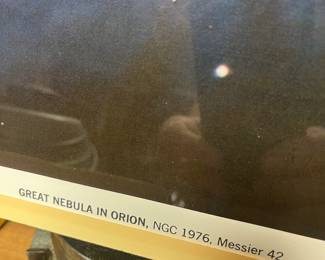 GREAT NEBULA IN ORION, NGC 1976, Messier 42